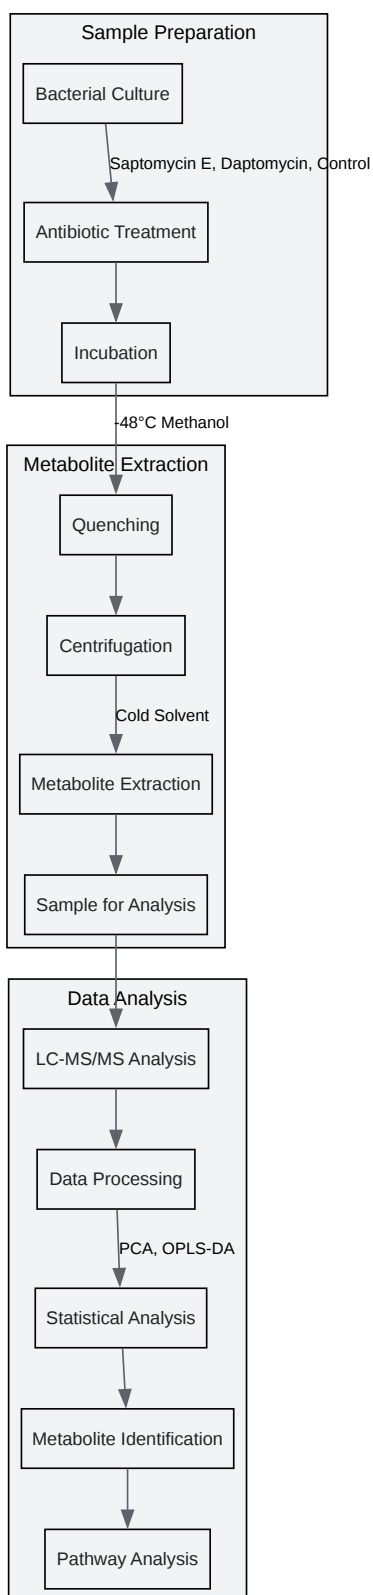 Sample Preparation
Bacterial Culture
Saptomycin E, Daptomycin, Control
Antibiotic Treatment
Incubation
-48°C Methanol
Metabolite Extraction
Quenching
Centrifugation
Cold Solvent
Metabolite Extraction
Sample for Analysis
Data Analysis
LC-MS/MS Analysis
Data Processing
PCA, OPLS-DA
Statistical Analysis
Metabolite Identification
Pathway Analysis